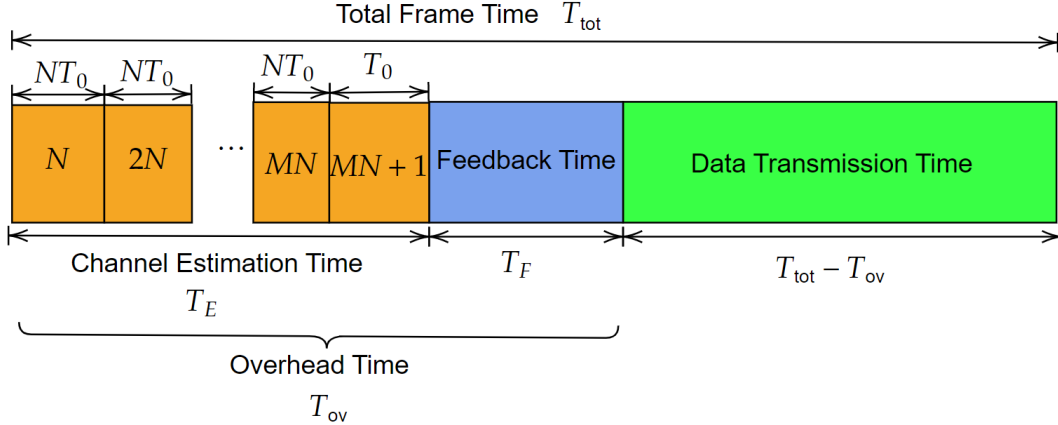 Total Frame Time T_tot
NT_0 NT_0 NT_0 T_0
N 2N ... MN MN + 1 Feedback Time Data Transmission Time
Channel Estimation Time T_F T_tot − T_ov
T_E
Overhead Time
T_ov